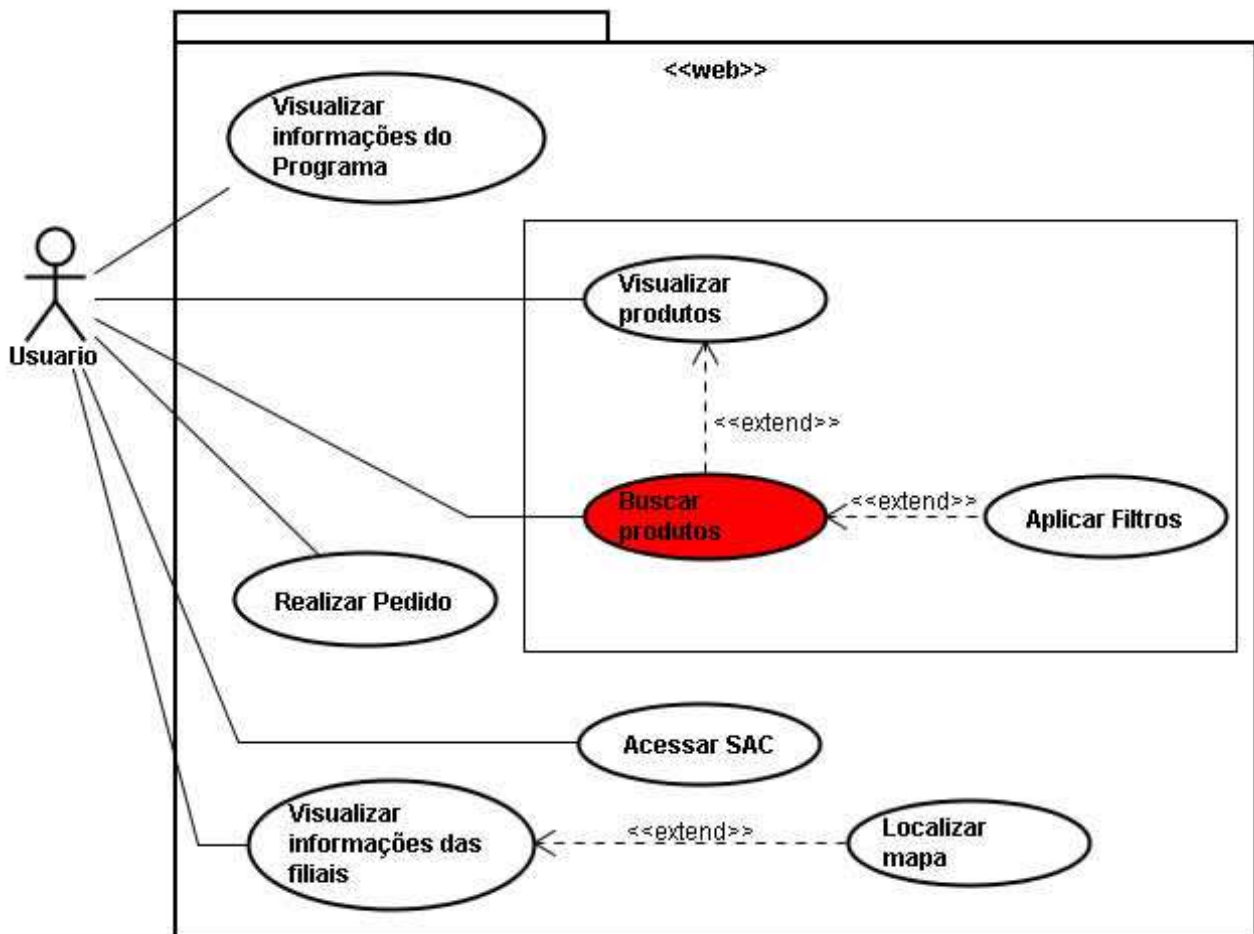 <<web>>
Visualizar
informações do
Programa
Usuario
Visualizar
produtos
<<extend>>
Buscar
produtos
<<extend>>
Aplicar Filtros
Realizar Pedido
Acessar SAC
Visualizar
informações das
filiais
<<extend>>
Localizar
mapa